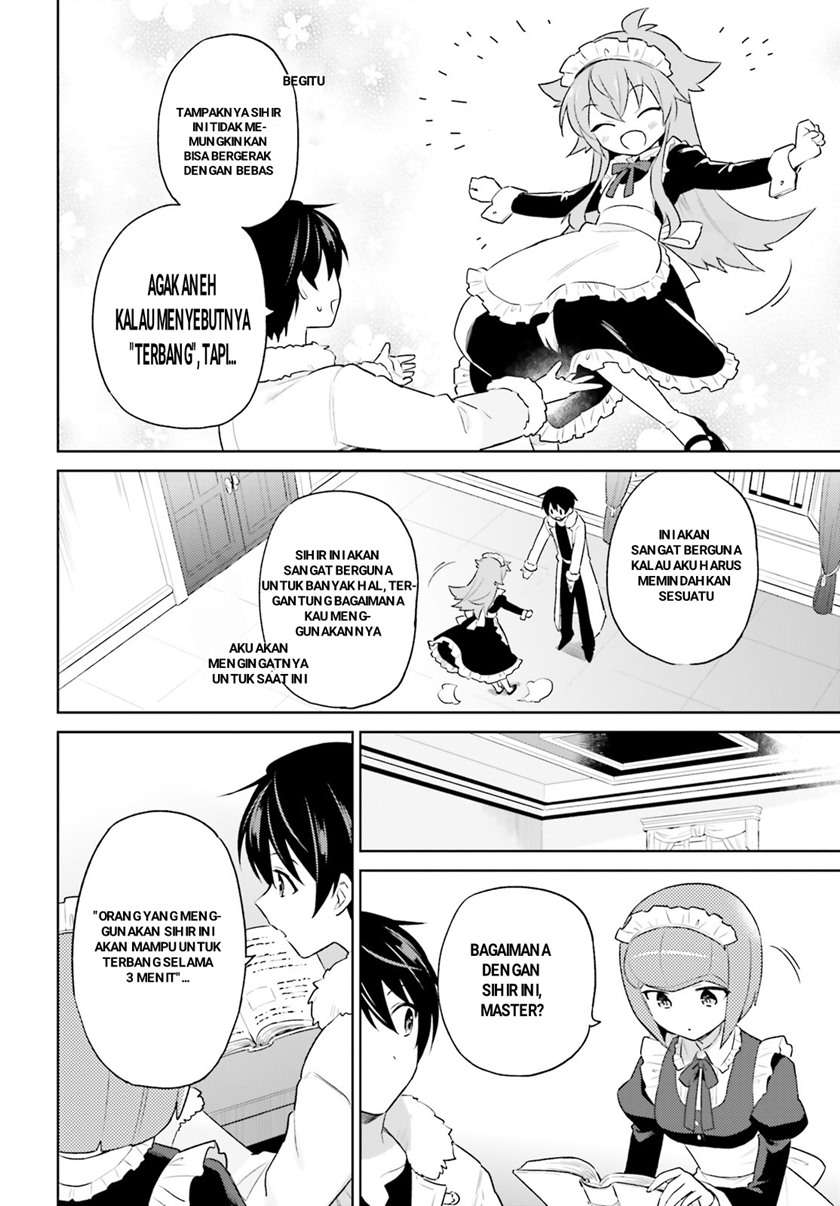 BEGITU
TAMPAKNYA SIHIR
INI TIDAK ME-
MUNGKINKAN
BISA BERGERAK
DENGAN BEBAS
AGAK ANEH
KALAU MENYEBUTNYA
"TERBANG", TAPI...
INI AKAN
SANGAT BERGUNA
KALAU AKU HARUS
MEMINDAHKAN
SESUATU
SIHIR INI AKAN
SANGAT BERGUNA
UNTUK BANYAK HAL, TER-
GANTUNG BAGAIMANA
KAU MENG-
GUNAKANNYA
AKU AKAN
MENGINGATNYA
UNTUK SAAT INI
BAGAIMANA
DENGAN
SIHIR INI,
MASTER?
"ORANG YANG MENG-
GUNAKAN SIHIR INI
AKAN MAMPU UNTUK
TERBANG SELAMA
3 MENIT"...